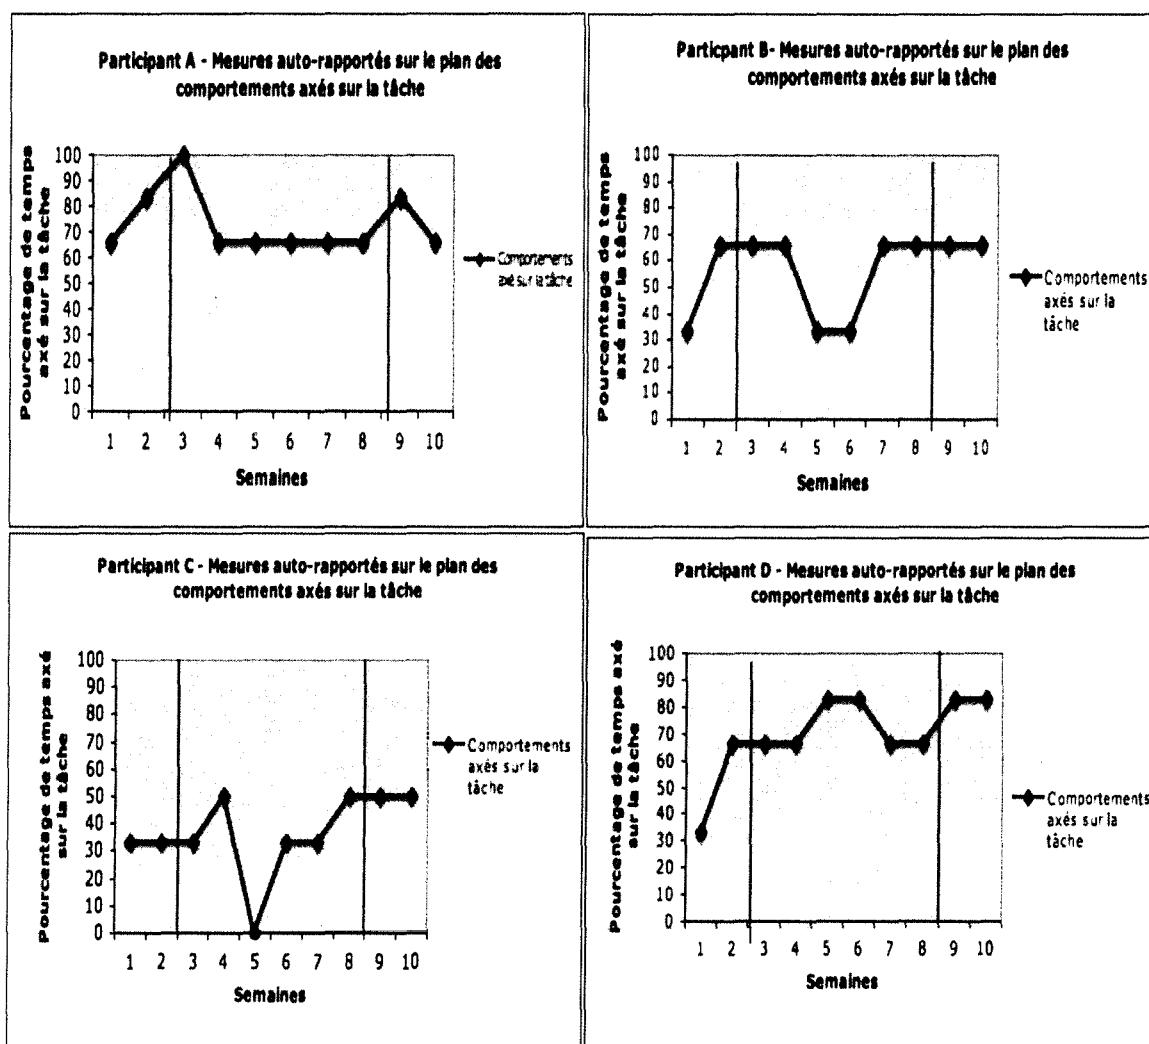 Participant A - Mesures auto-rapportés sur le plan des
comportements axés sur la tâche
Pourcentage de temps
axé sur la tâche
100
90
80
70
60
50
40
30
20
10
0
1 2 3 4 5 6 7 8 9 10
Semaines
Comportements
axé sur la tâche
Particpant B- Mesures auto-rapportés sur le plan des
comportements axés sur la tâche
Pourcentage de temps
axé sur la tâche
100
90
80
70
60
50
40
30
20
10
0
1 2 3 4 5 6 7 8 9 10
Semaines
Comportements
axés sur la
tâche
Participant C - Mesures auto-rapportés sur le plan des
comportements axés sur la tâche
Pourcentage de temps axé
sur la tâche
100
90
80
70
60
50
40
30
20
10
0
1 2 3 4 5 6 7 8 9 10
Semaines
Comportements
axés sur la
tâche
Participant D - Mesures auto-rapportés sur le plan des
comportements axés sur la tâche
Pourcentage de temps axé
sur la tâche
100
90
80
70
60
50
40
30
20
10
0
1 2 3 4 5 6 7 8 9 10
Semaines
Comportements
axés sur la
tâche